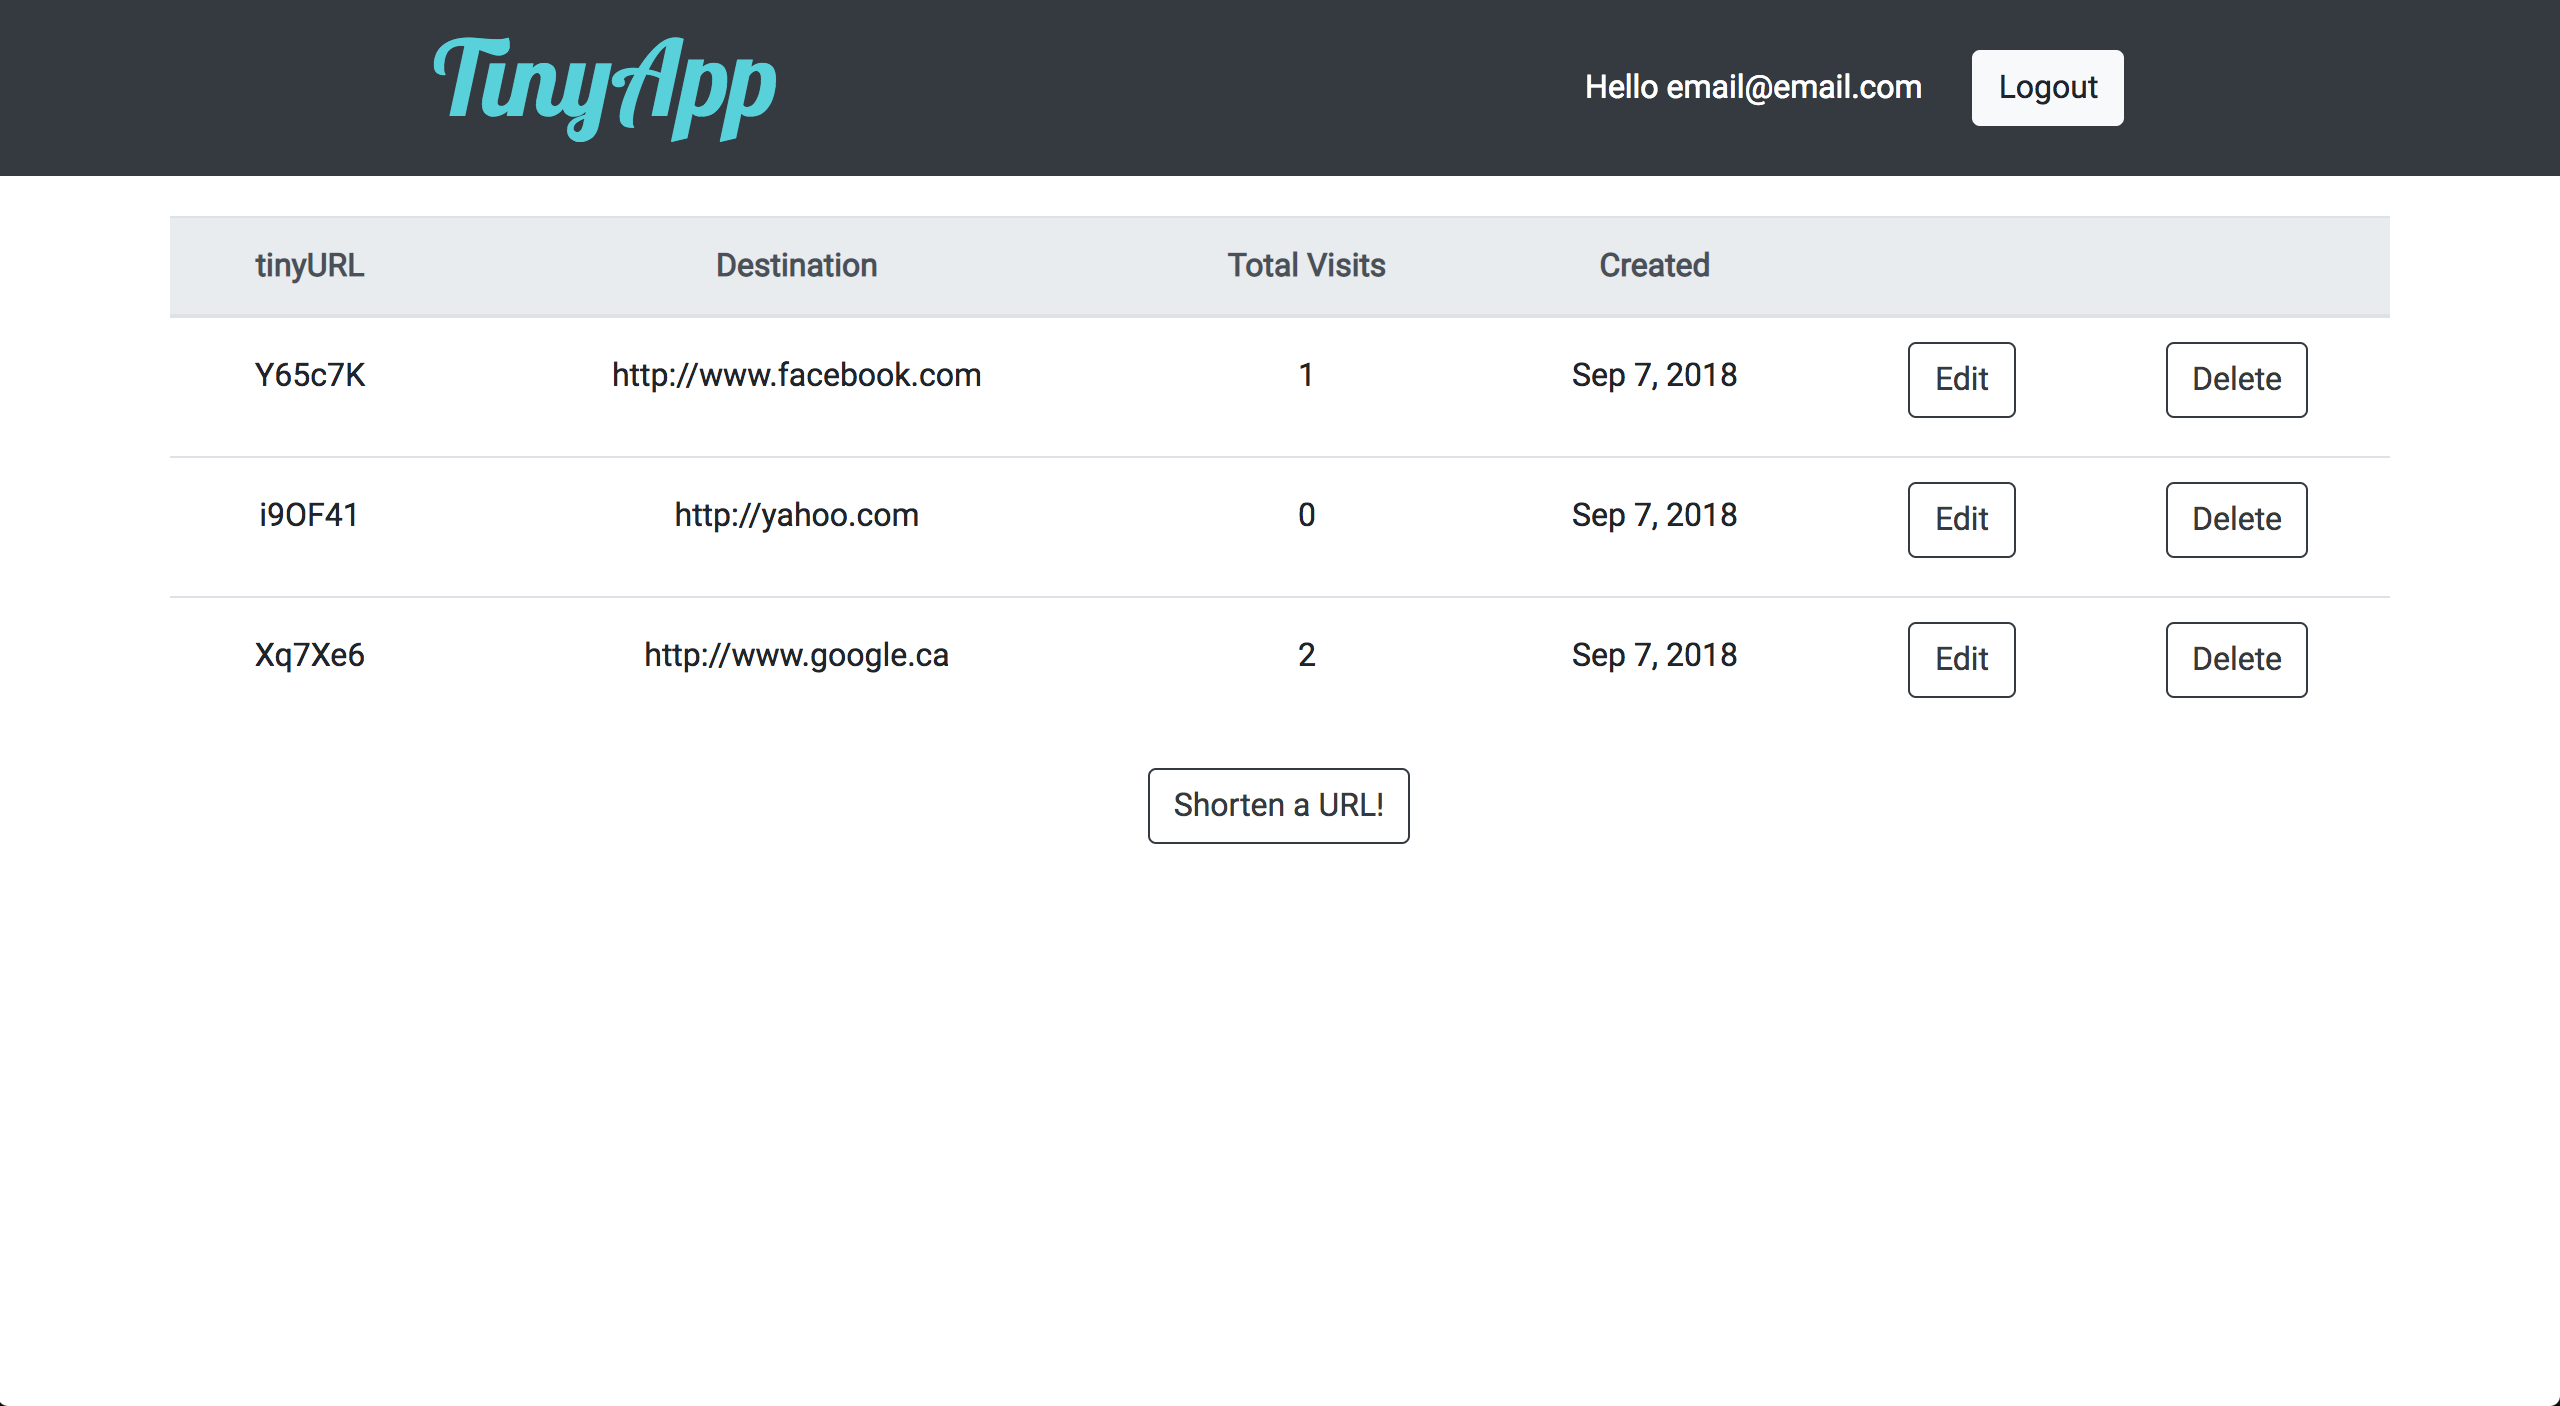 TinyApp
Hello email@email.com Logout
tinyURL Destination Total Visits Created
Y65c7K http://www.facebook.com 1 Sep 7, 2018 Edit Delete
i9OF41 http://yahoo.com 0 Sep 7, 2018 Edit Delete
Xq7Xe6 http://www.google.ca 2 Sep 7, 2018 Edit Delete
Shorten a URL!